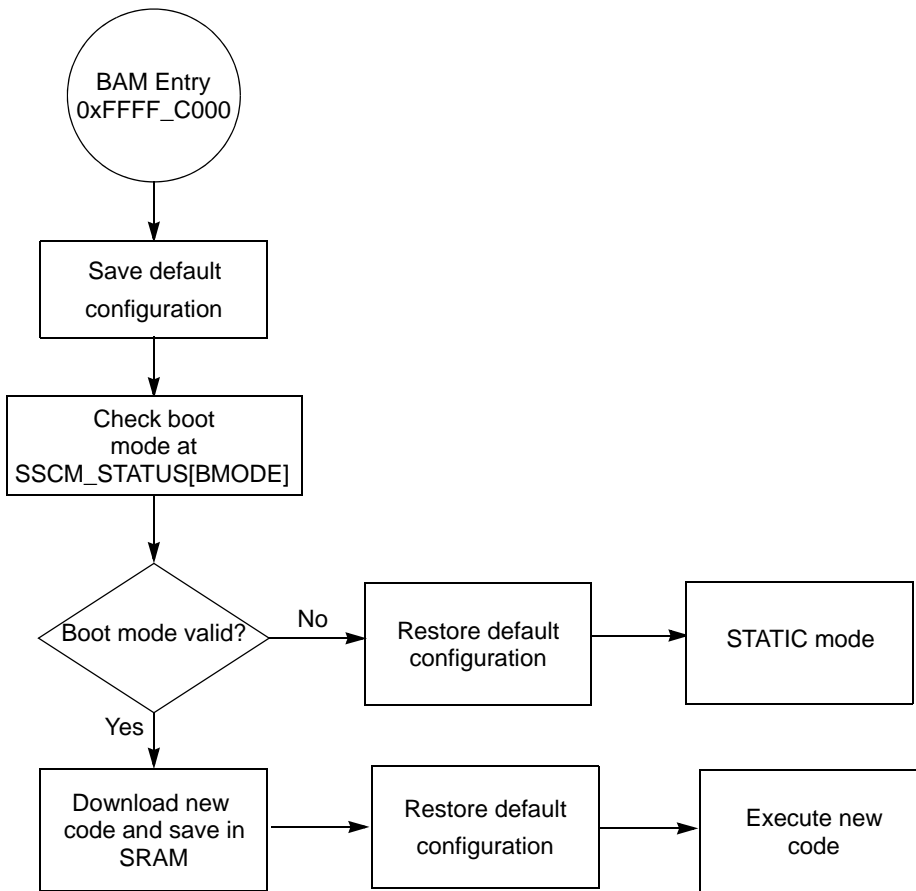 BAM Entry
0xFFFF_C000
Save default
configuration
Check boot
mode at
SSCM_STATUS[BMODE]
Boot mode valid?
No
Restore default
configuration
STATIC mode
Yes
Download new
code and save in
SRAM
Restore default
configuration
Execute new
code